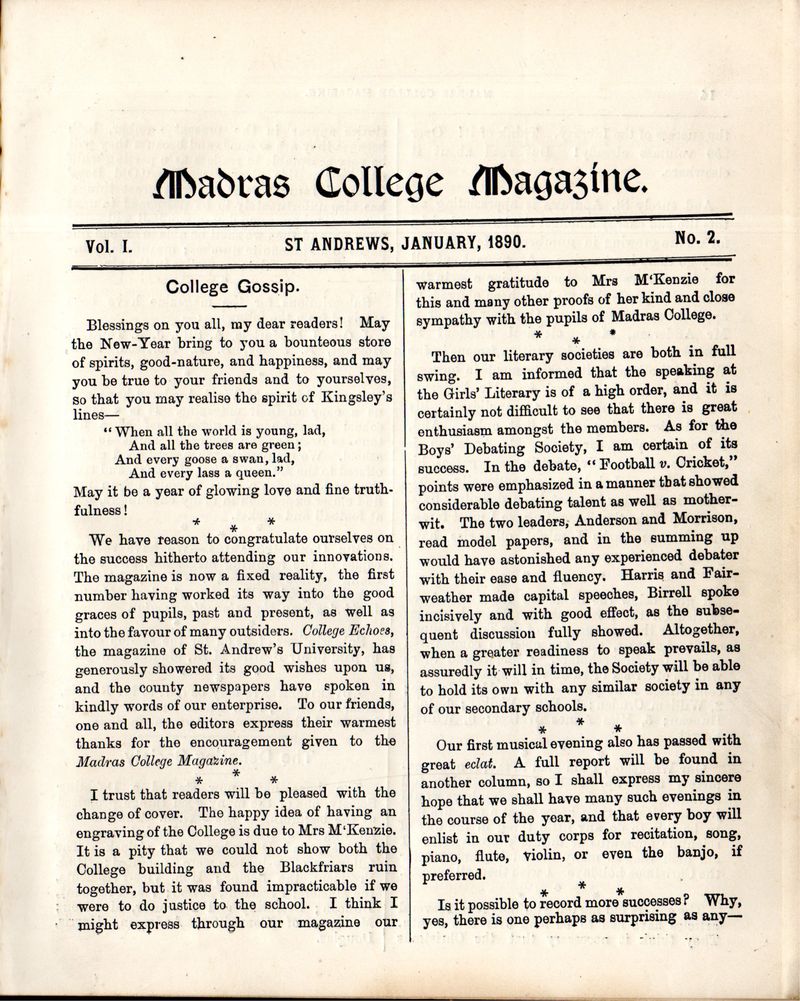 Madras College Magazine.
Vol. I.
ST ANDREWS, JANUARY, 1890.
No. 2.
College Gossip.
Blessings on you all, my dear readers! May
the New-Year bring to you a bounteous store
of spirits, good-nature, and happiness, and may
you be true to your friends and to yourselves,
so that you may realise the spirit of Kingsley's
lines—
"When all the world is young, lad,
And all the trees are green;
And every goose a swan, lad,
And every lass a queen."
May it be a year of glowing love and fine truth-
fulness!
* * *
We have reason to congratulate ourselves on
the success hitherto attending our innovations.
The magazine is now a fixed reality, the first
number having worked its way into the good
graces of pupils, past and present, as well as
into the favour of many outsiders. College Echoes,
the magazine of St. Andrew's University, has
generously showered its good wishes upon us,
and the county newspapers have spoken in
kindly words of our enterprise. To our friends,
one and all, the editors express their warmest
thanks for the encouragement given to the
Madras College Magazine.
* * *
I trust that readers will be pleased with the
change of cover. The happy idea of having an
engraving of the College is due to Mrs M'Kenzie.
It is a pity that we could not show both the
College building and the Blackfriars ruin
together, but it was found impracticable if we
were to do justice to the school. I think I
might express through our magazine our
warmest gratitude to Mrs M'Kenzie for
this and many other proofs of her kind and close
sympathy with the pupils of Madras College.
* * *
Then our literary societies are both in full
swing. I am informed that the speaking at
the Girls' Literary is of a high order, and it is
certainly not difficult to see that there is great
enthusiasm amongst the members. As for the
Boys' Debating Society, I am certain of its
success. In the debate, "Football v. Cricket,"
points were emphasized in a manner that showed
considerable debating talent as well as mother-
wit. The two leaders, Anderson and Morrison,
read model papers, and in the summing up
would have astonished any experienced debater
with their ease and fluency. Harris and Fair-
weather made capital speeches, Birrell spoke
incisively and with good effect, as the subse-
quent discussion fully showed. Altogether,
when a greater readiness to speak prevails, as
assuredly it will in time, the Society will be able
to hold its own with any similar society in any
of our secondary schools.
* * *
Our first musical evening also has passed with
great eclat. A full report will be found in
another column, so I shall express my sincere
hope that we shall have many such evenings in
the course of the year, and that every boy will
enlist in our duty corps for recitation, song,
piano, flute, violin, or even the banjo, if
preferred.
* * *
Is it possible to record more successes? Why,
yes, there is one perhaps as surprising as any—